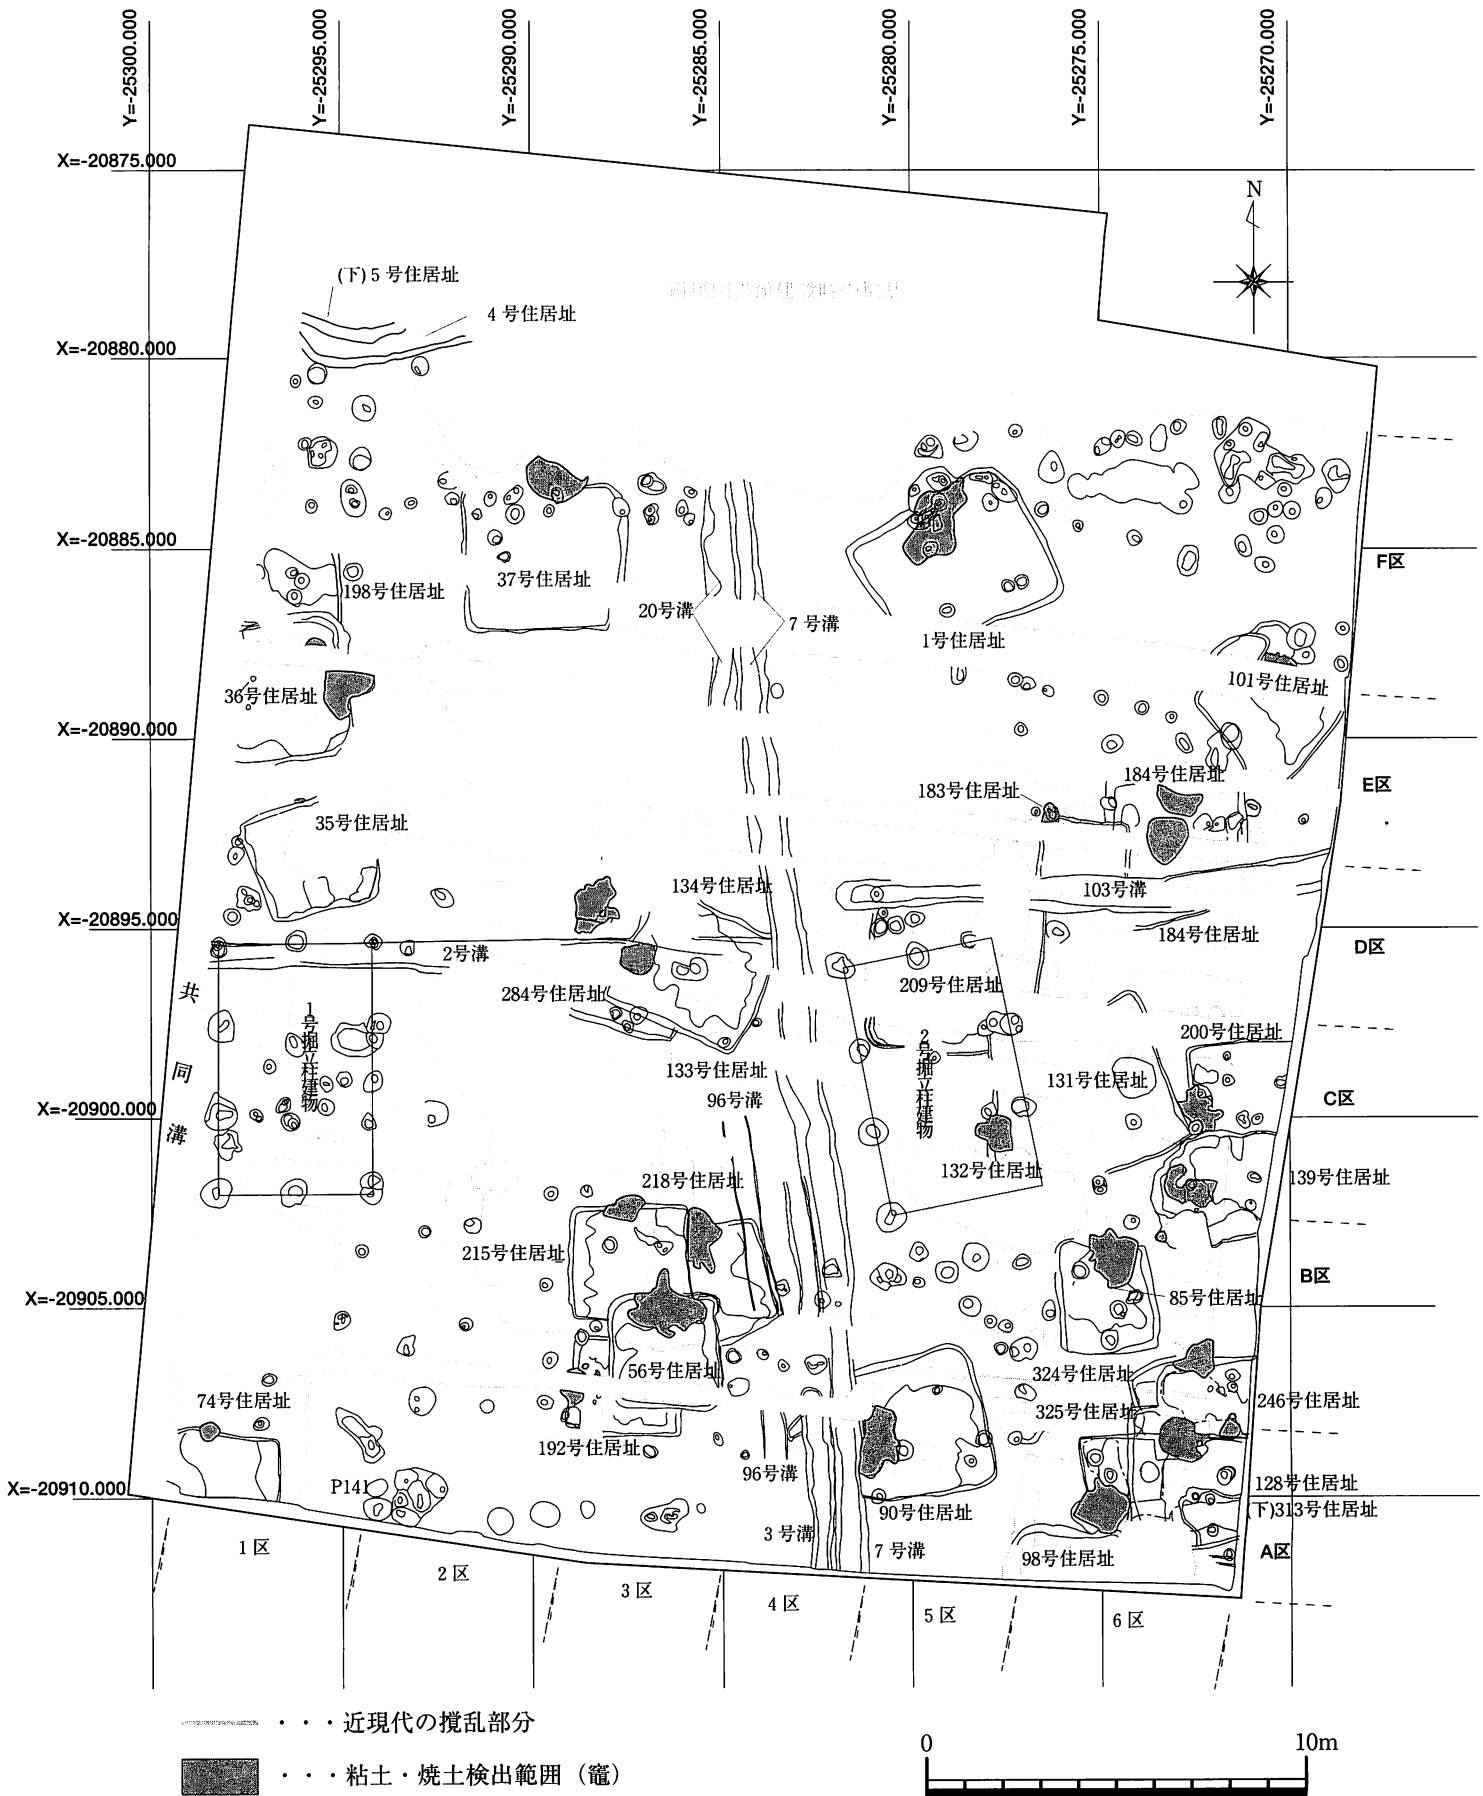 Y=-25300.000
Y=-25295.000
Y=-25290.000
Y=-25285.000
Y=-25280.000
Y=-25275.000
Y=-25270.000
X=-20875.000
N
(下)5号住居址
4号住居址
X=-20880.000
X=-20885.000
F区
198号住居址
37号住居址
20号溝
7号溝
1号住居址
101号住居址
36号住居址
X=-20890.000
184号住居址
E区
183号住居址
35号住居址
134号住居址
103号溝
X=-20895.000
184号住居址
2号溝
D区
共同溝
284号住居址
209号住居址
1号掘立柱建物
2号掘立柱建物
200号住居址
133号住居址
131号住居址
96号溝
C区
X=-20900.000
132号住居址
139号住居址
218号住居址
215号住居址
B区
X=-20905.000
85号住居址
56号住居址
324号住居址
74号住居址
325号住居址
246号住居址
192号住居址
96号溝
X=-20910.000
P141
128号住居址
90号住居址
(下)313号住居址
3号溝
7号溝
98号住居址
A区
1区
2区
3区
4区
5区
6区
・・・近現代の撹乱部分
・・・粘土・焼土検出範囲（竈）
0
10m